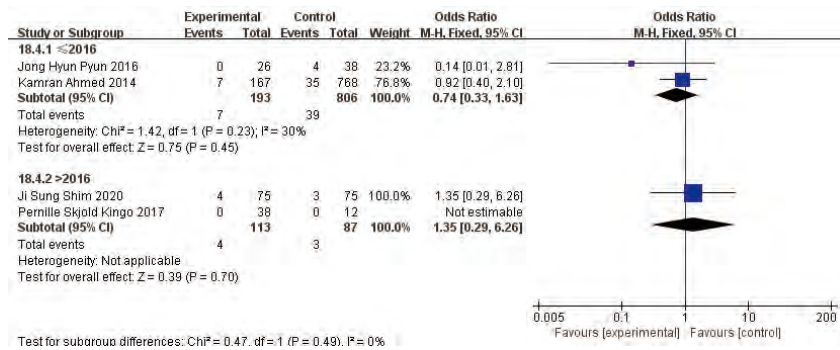 Experimental Control Odds Ratio Odds Ratio
Study or Subgroup Events Total Events Total Weight M-H, Fixed, 95% CI M-H, Fixed, 95% CI
18.4.1 ≤2016
Jong Hyun Pyun 2016 0 26 4 38 23.2% 0.14 [0.01, 2.81]
Kamran Ahmed 2014 7 167 35 768 76.8% 0.92 [0.40, 2.10]
Subtotal (95% CI) 193 806 100.0% 0.74 [0.33, 1.63]
Total events 7 39
Heterogeneity: Chi² = 1.42, df = 1 (P = 0.23); I² = 30%
Test for overall effect: Z = 0.75 (P = 0.45)
18.4.2 >2016
Ji Sung Shim 2020 4 75 3 75 100.0% 1.35 [0.29, 6.26]
Pernille Skjold Kingo 2017 0 38 0 12 Not estimable
Subtotal (95% CI) 113 87 100.0% 1.35 [0.29, 6.26]
Total events 4 3
Heterogeneity: Not applicable
Test for overall effect: Z = 0.39 (P = 0.70)
0.005 0.1 1 10 200
Favours [experimental] Favours [control]
Test for subgroup differences: Chi² = 0.47, df = 1 (P = 0.49), I² = 0%